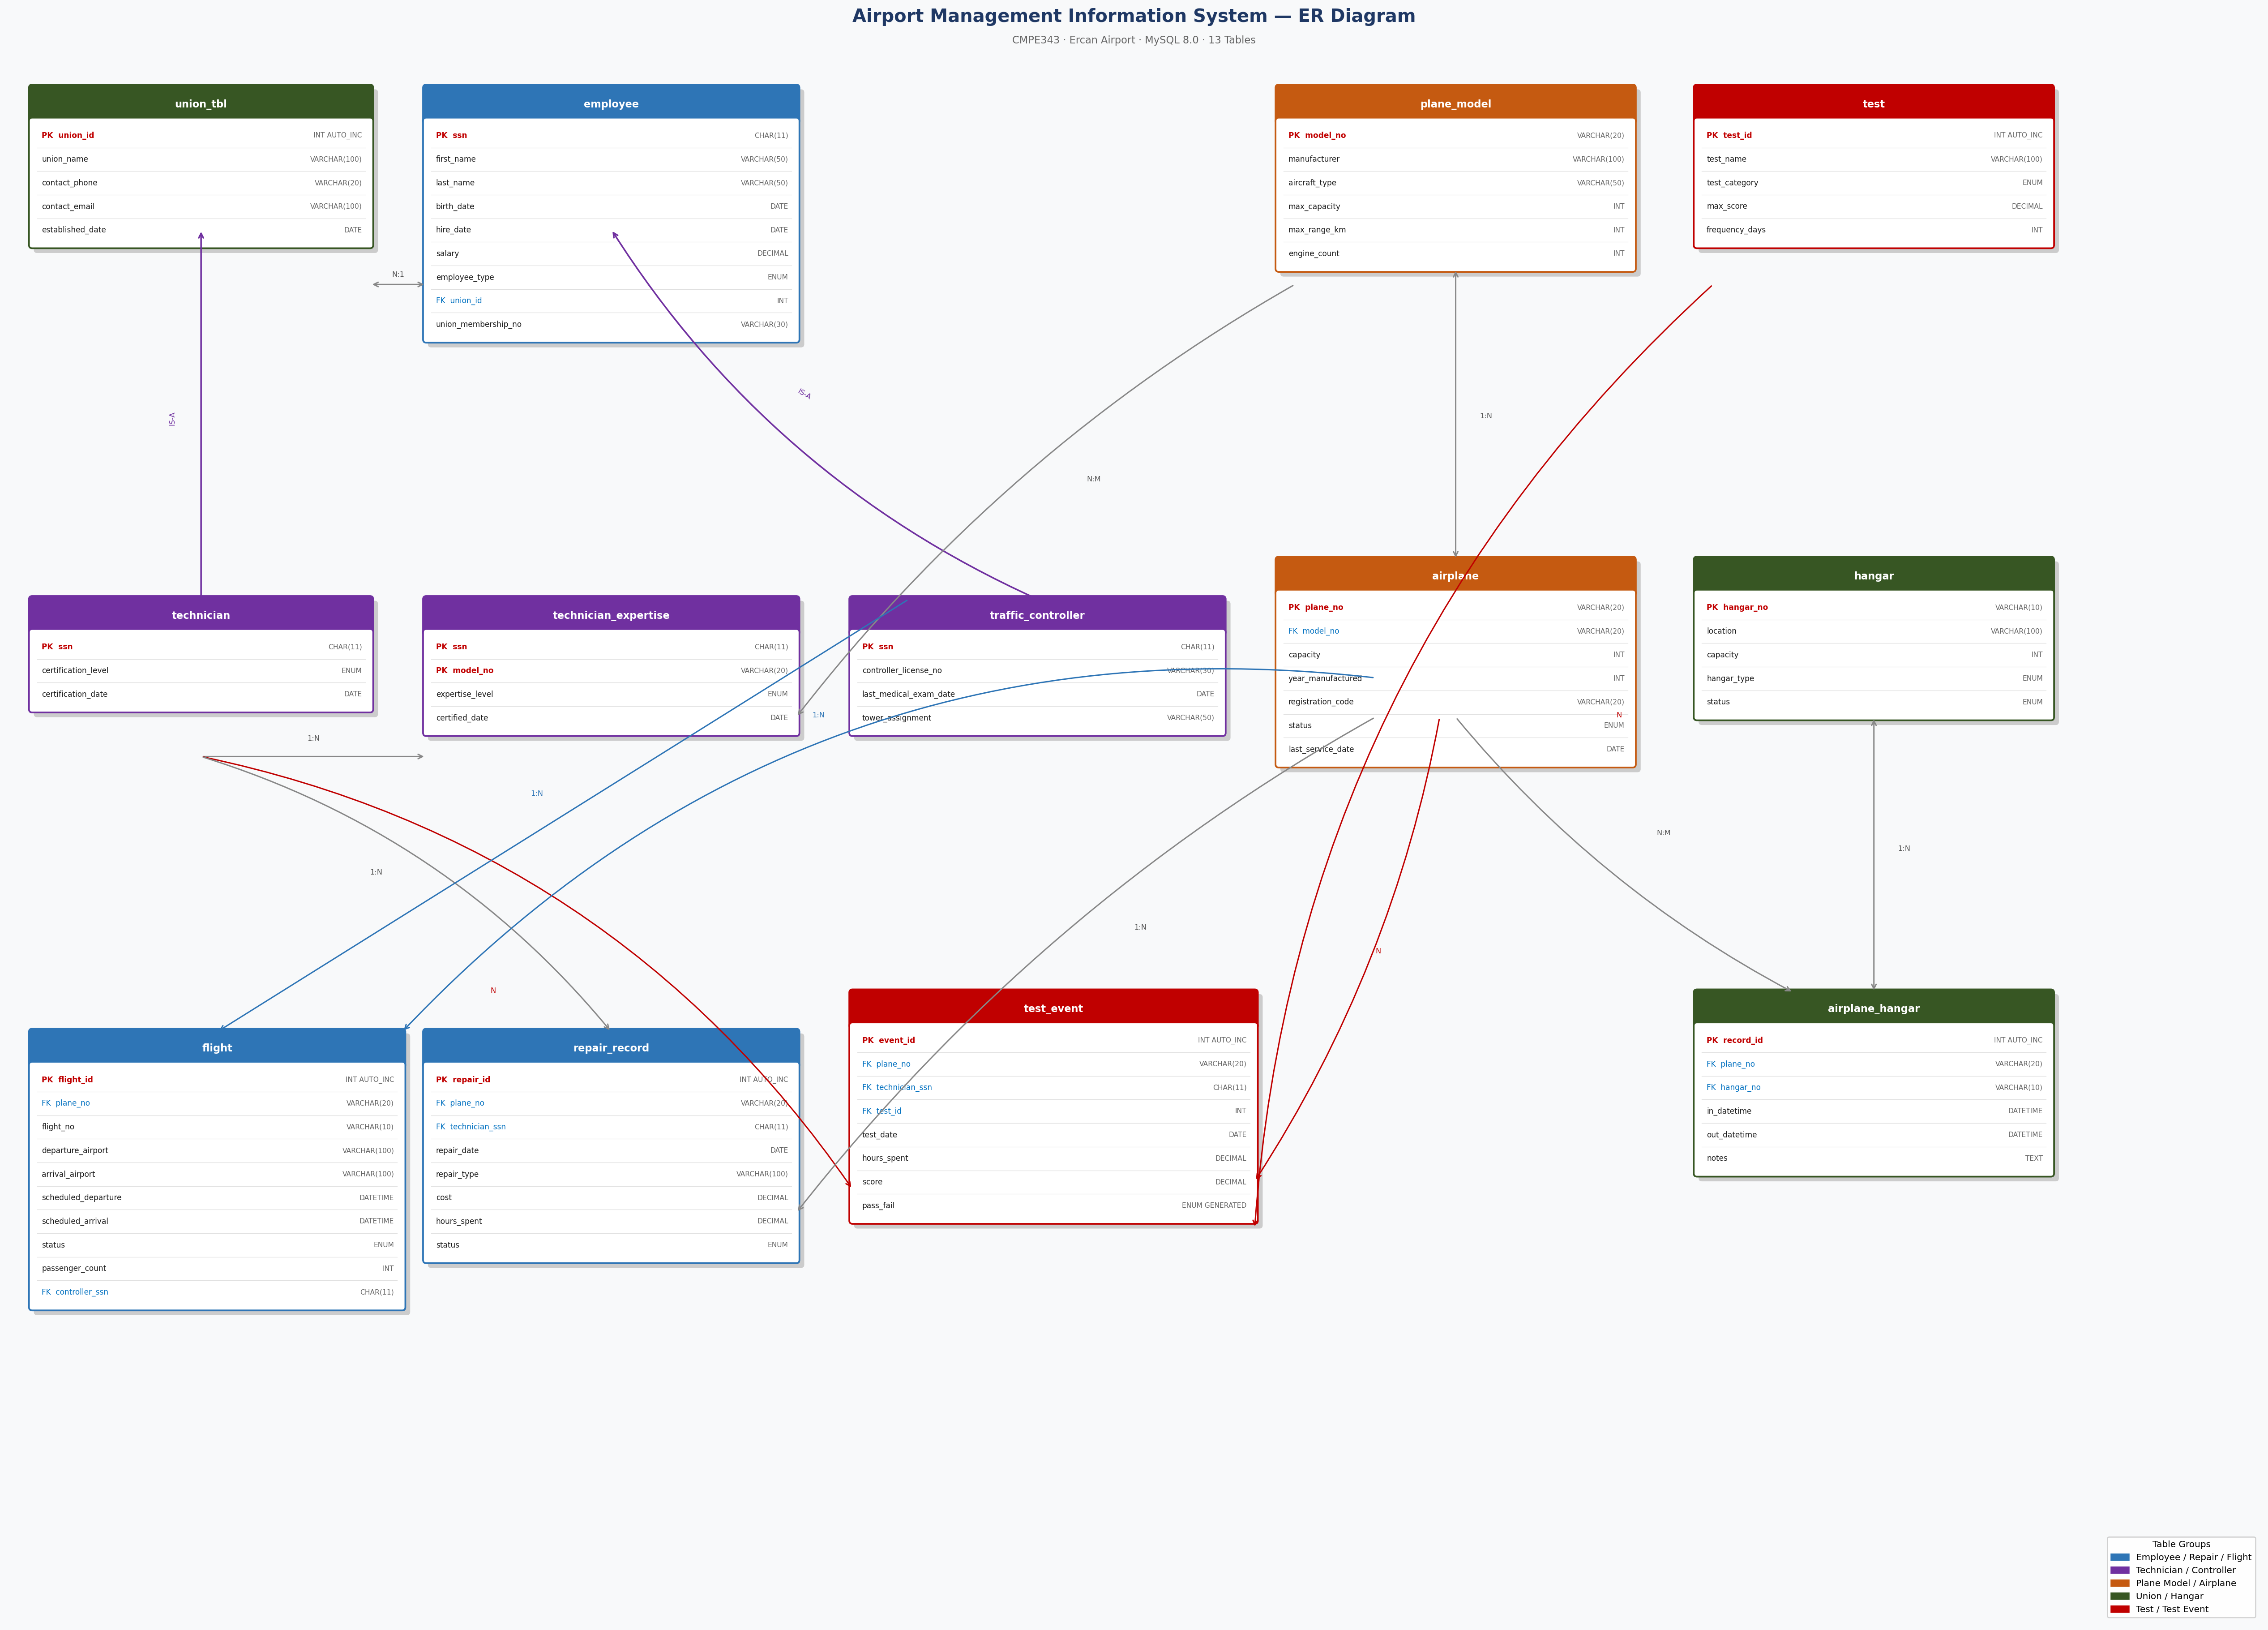 Airport Management Information System — ER Diagram
CMPE343 · Ercan Airport · MySQL 8.0 · 13 Tables
union_tbl
PK union_id INT AUTO_INC
union_name VARCHAR(100)
contact_phone VARCHAR(20)
contact_email VARCHAR(100)
established_date DATE
N:1
employee
PK ssn CHAR(11)
first_name VARCHAR(50)
last_name VARCHAR(50)
birth_date DATE
hire_date DATE
salary DECIMAL
employee_type ENUM
FK union_id INT
union_membership_no VARCHAR(30)
plane_model
PK model_no VARCHAR(20)
manufacturer VARCHAR(100)
aircraft_type VARCHAR(50)
max_capacity INT
max_range_km INT
engine_count INT
test
PK test_id INT AUTO_INC
test_name VARCHAR(100)
test_category ENUM
max_score DECIMAL
frequency_days INT
IS-A
IS-A
N:M
1:N
technician
PK ssn CHAR(11)
certification_level ENUM
certification_date DATE
technician_expertise
PK ssn CHAR(11)
PK model_no VARCHAR(20)
expertise_level ENUM
certified_date DATE
traffic_controller
PK ssn CHAR(11)
controller_license_no VARCHAR(30)
last_medical_exam_date DATE
tower_assignment VARCHAR(50)
airplane
PK plane_no VARCHAR(20)
FK model_no VARCHAR(20)
capacity INT
year_manufactured INT
registration_code VARCHAR(20)
status ENUM
last_service_date DATE
hangar
PK hangar_no VARCHAR(10)
location VARCHAR(100)
capacity INT
hangar_type ENUM
status ENUM
1:N
N
1:N
1:N
1:N
N:M
1:N
1:N
N
N
flight
PK flight_id INT AUTO_INC
FK plane_no VARCHAR(20)
flight_no VARCHAR(10)
departure_airport VARCHAR(100)
arrival_airport VARCHAR(100)
scheduled_departure DATETIME
scheduled_arrival DATETIME
status ENUM
passenger_count INT
FK controller_ssn CHAR(11)
repair_record
PK repair_id INT AUTO_INC
FK plane_no VARCHAR(20)
FK technician_ssn CHAR(11)
repair_date DATE
repair_type VARCHAR(100)
cost DECIMAL
hours_spent DECIMAL
status ENUM
test_event
PK event_id INT AUTO_INC
FK plane_no VARCHAR(20)
FK technician_ssn CHAR(11)
FK test_id INT
test_date DATE
hours_spent DECIMAL
score DECIMAL
pass_fail ENUM GENERATED
airplane_hangar
PK record_id INT AUTO_INC
FK plane_no VARCHAR(20)
FK hangar_no VARCHAR(10)
in_datetime DATETIME
out_datetime DATETIME
notes TEXT
Table Groups
Employee / Repair / Flight
Technician / Controller
Plane Model / Airplane
Union / Hangar
Test / Test Event